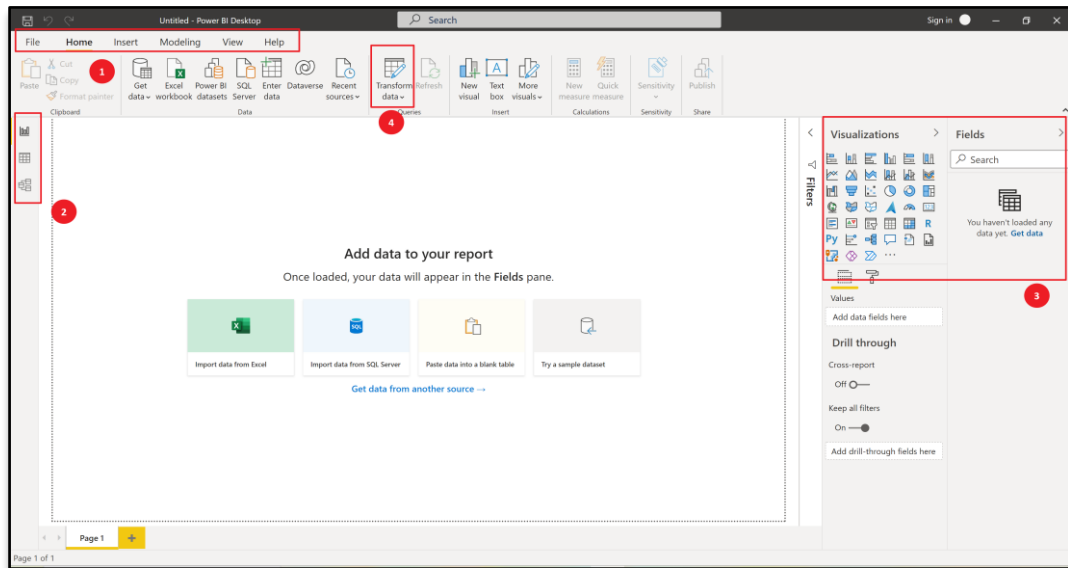 Untitled - Power BI Desktop
Search
Sign in
File Home Insert Modeling View Help
1
Paste
Cut
Copy
Format painter
Clipboard
Get data
Excel workbook
Power BI datasets
SQL Server
Enter data
Dataverse
Recent sources
Data
Transform data
Refresh
Queries
4
New visual
Text box
More visuals
Insert
New measure
Quick measure
Calculations
Sensitivity
Sensitivity
Publish
Share
2
Add data to your report
Once loaded, your data will appear in the Fields pane.
Import data from Excel
SQL
Import data from SQL Server
Paste data into a blank table
Try a sample dataset
Get data from another source →
Filters
Visualizations
R
Py
Values
Add data fields here
Drill through
Cross-report
Off
Keep all filters
On
Add drill-through fields here
Fields
Search
You haven't loaded any
data yet. Get data
3
Page 1
Page 1 of 1